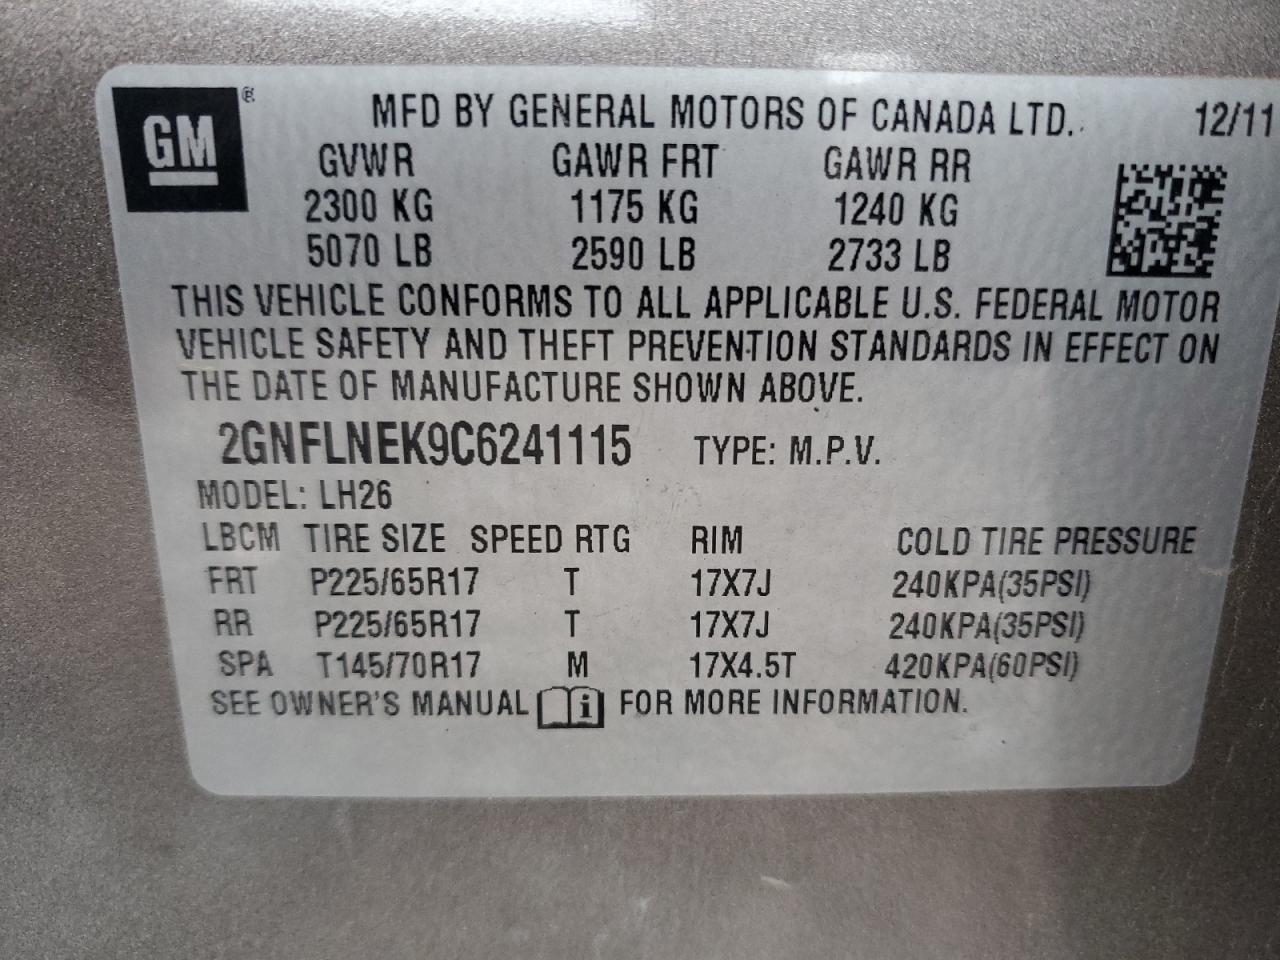 GM ®
MFD BY GENERAL MOTORS OF CANADA LTD. 12/11
GVWR GAWR FRT GAWR RR
2300 KG 1175 KG 1240 KG
5070 LB 2590 LB 2733 LB
THIS VEHICLE CONFORMS TO ALL APPLICABLE U.S. FEDERAL MOTOR
VEHICLE SAFETY AND THEFT PREVENTION STANDARDS IN EFFECT ON
THE DATE OF MANUFACTURE SHOWN ABOVE.
2GNFLNEK9C6241115 TYPE: M.P.V.
MODEL: LH26
LBCM TIRE SIZE SPEED RTG RIM COLD TIRE PRESSURE
FRT P225/65R17 T 17X7J 240KPA(35PSI)
RR P225/65R17 T 17X7J 240KPA(35PSI)
SPA T145/70R17 M 17X4.5T 420KPA(60PSI)
SEE OWNER'S MANUAL i FOR MORE INFORMATION.